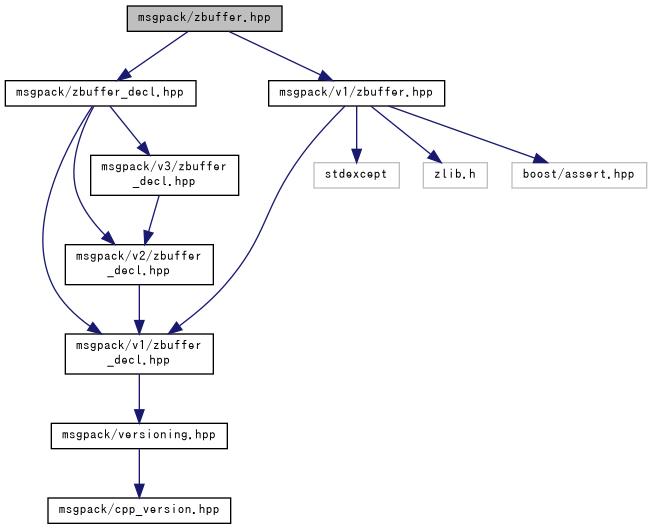 msgpack/zbuffer.hpp
msgpack/zbuffer_decl.hpp
msgpack/v1/zbuffer.hpp
msgpack/v3/zbuffer
_decl.hpp
stdexcept
zlib.h
boost/assert.hpp
msgpack/v2/zbuffer
_decl.hpp
msgpack/v1/zbuffer
_decl.hpp
msgpack/versioning.hpp
msgpack/cpp_version.hpp